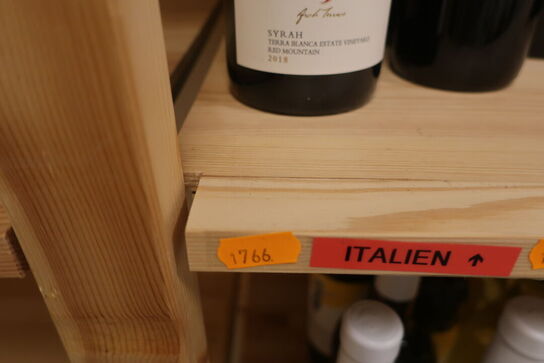 SYRAH
TERRA BLANCA ESTATE VINEYARD
RED MOUNTAIN
2018
1766.
ITALIEN ↑